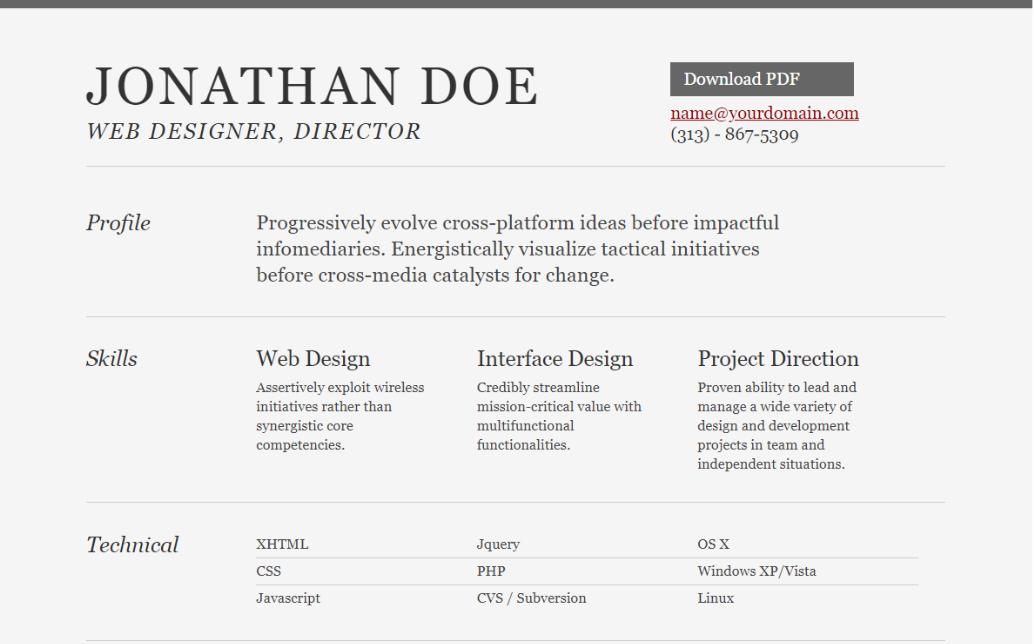 JONATHAN DOE
WEB DESIGNER, DIRECTOR
Download PDF
name@yourdomain.com
(313) - 867-5309
Profile
Progressively evolve cross-platform ideas before impactful
infomediaries. Energistically visualize tactical initiatives
before cross-media catalysts for change.
Skills
Web Design
Assertively exploit wireless
initiatives rather than
synergistic core
competencies.
Interface Design
Credibly streamline
mission-critical value with
multifunctional
functionalities.
Project Direction
Proven ability to lead and
manage a wide variety of
design and development
projects in team and
independent situations.
Technical
XHTML
CSS
Javascript
Jquery
PHP
CVS / Subversion
OS X
Windows XP/Vista
Linux